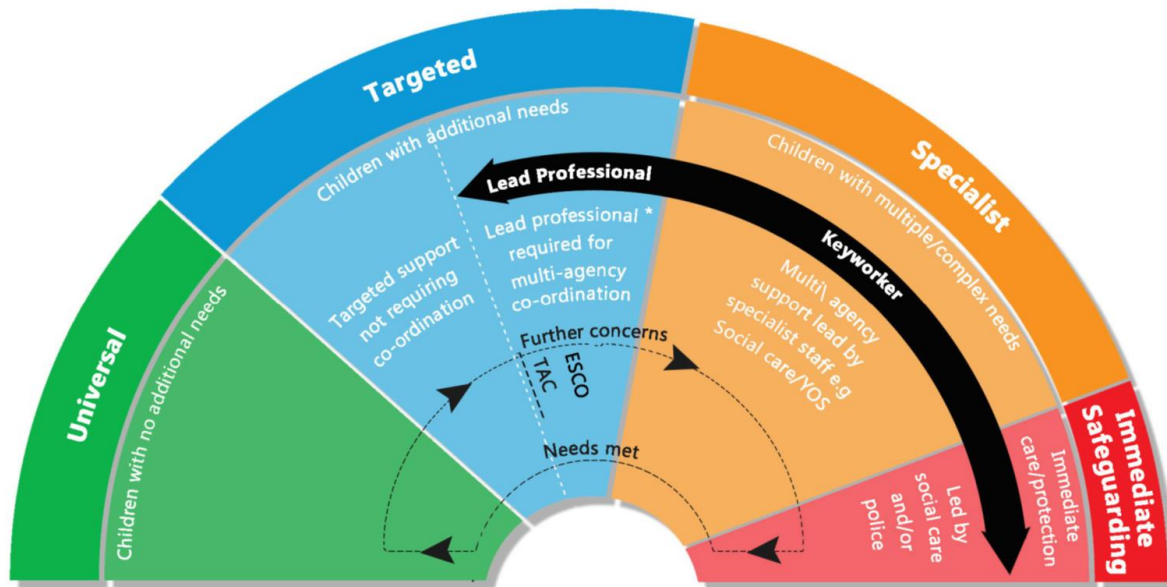 Universal
Children with no additional needs
Targeted
Children with additional needs
Targeted support
not requiring
co-ordination
Lead Professional
Lead professional *
required for
multi-agency
co-ordination
Further concerns
TAC
ESCO
Needs met
Specialist
Children with multiple/complex needs
Keyworker
Multi\ agency
support lead by
specialist staff e.g
Social care/YOS
Immediate
Safeguarding
Immediate
care/protection
Led by
social care
and/or
police